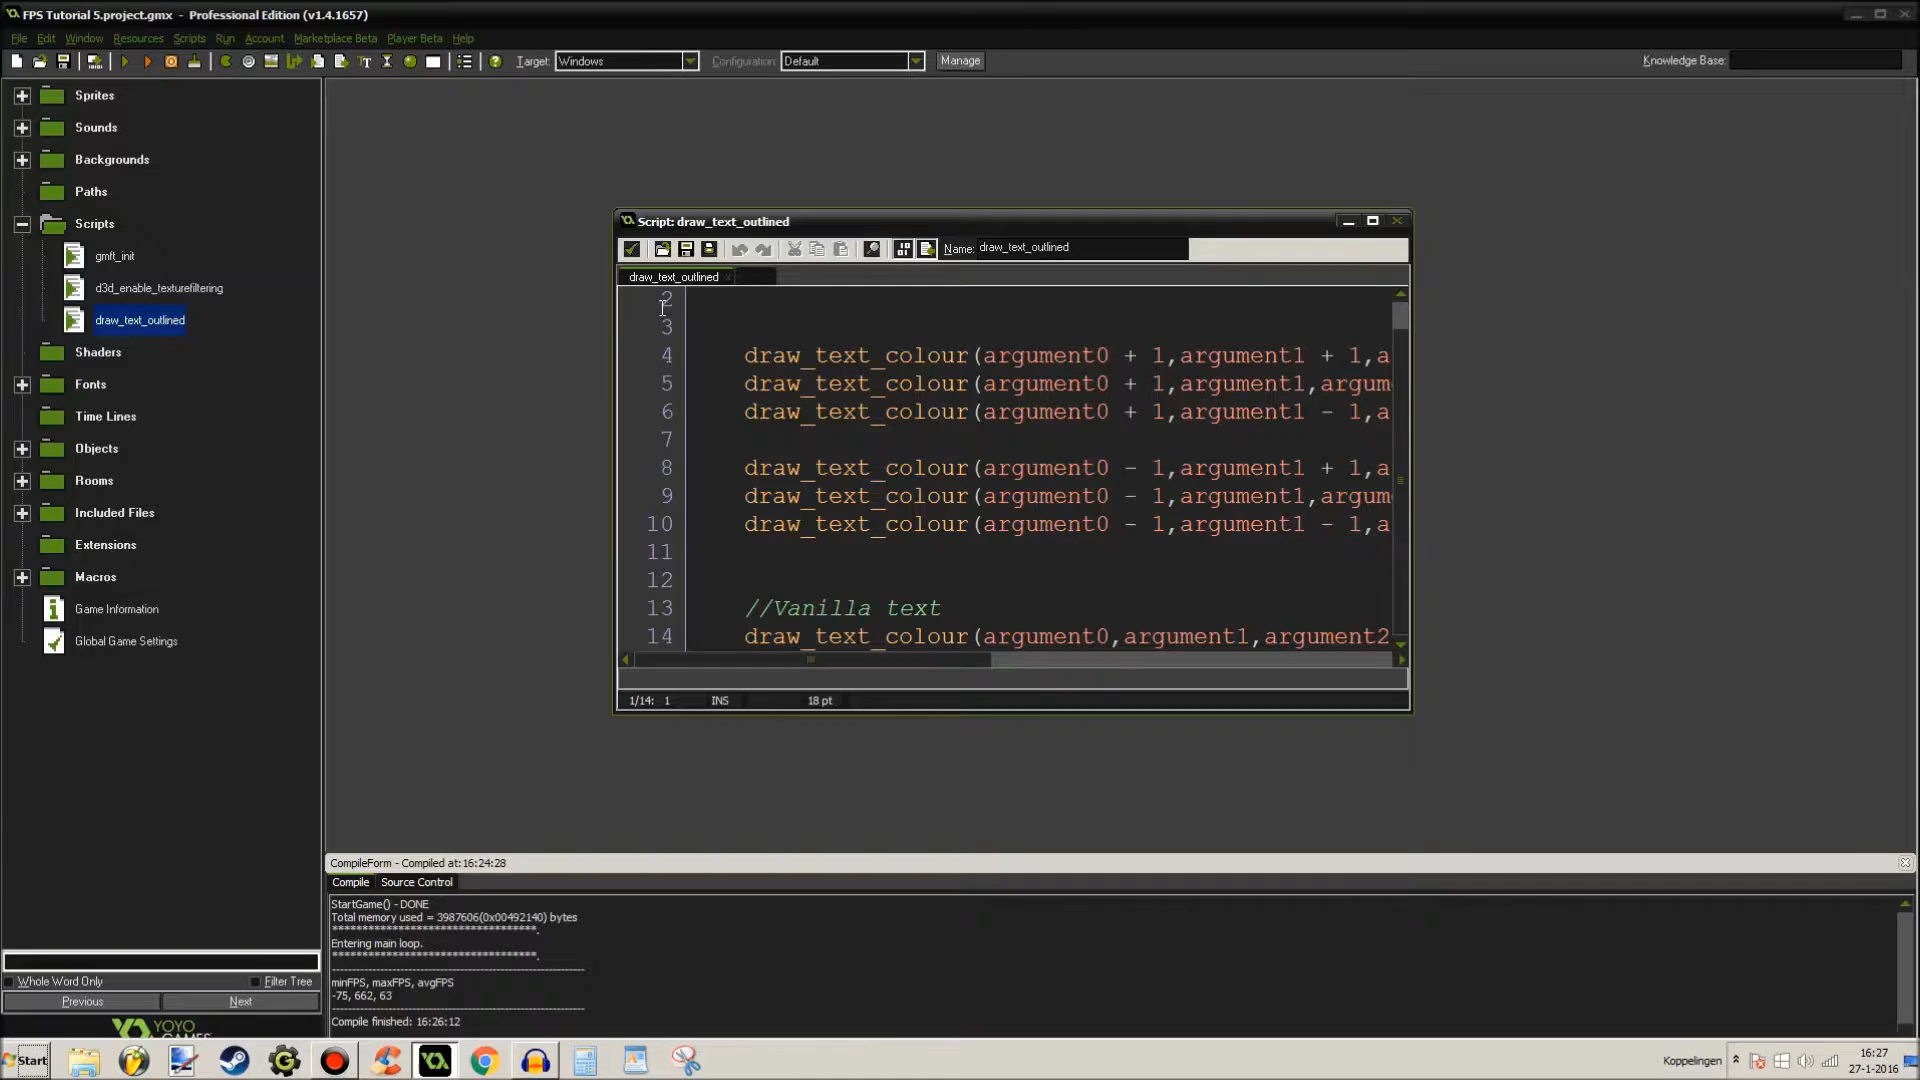 FPS Tutorial 5.project.gmx - Professional Edition (v1.4.1657)
File Edit Window Resources Scripts Run Account Marketplace Beta Player Beta Help
Target: Windows Configuration: Default Manage Knowledge Base:
Sprites
Sounds
Backgrounds
Paths
Scripts
gmft_init
d3d_enable_texturefiltering
draw_text_outlined
Shaders
Fonts
Time Lines
Objects
Rooms
Included Files
Extensions
Macros
Game Information
Global Game Settings
Whole Word Only Filter Tree
Previous Next
YOYO
GAMES
Script: draw_text_outlined
Name: draw_text_outlined
draw_text_outlined
2
3
4 draw_text_colour(argument0 + 1,argument1 + 1,a
5 draw_text_colour(argument0 + 1,argument1,argum
6 draw_text_colour(argument0 + 1,argument1 - 1,a
7
8 draw_text_colour(argument0 - 1,argument1 + 1,a
9 draw_text_colour(argument0 - 1,argument1,argum
10 draw_text_colour(argument0 - 1,argument1 - 1,a
11
12
13 //Vanilla text
14 draw_text_colour(argument0,argument1,argument2
1/14: 1 INS 18 pt
CompileForm - Compiled at:16:24:28
Compile Source Control
StartGame() - DONE
Total memory used = 3987606(0x00492140) bytes
**********************************.
Entering main loop.
**********************************.
---------------------------------------------------------------
minFPS, maxFPS, avgFPS
-75, 662, 63
---------------------------------------------------------------
Compile finished: 16:26:12
Start
Koppelingen
16:27
27-1-2016